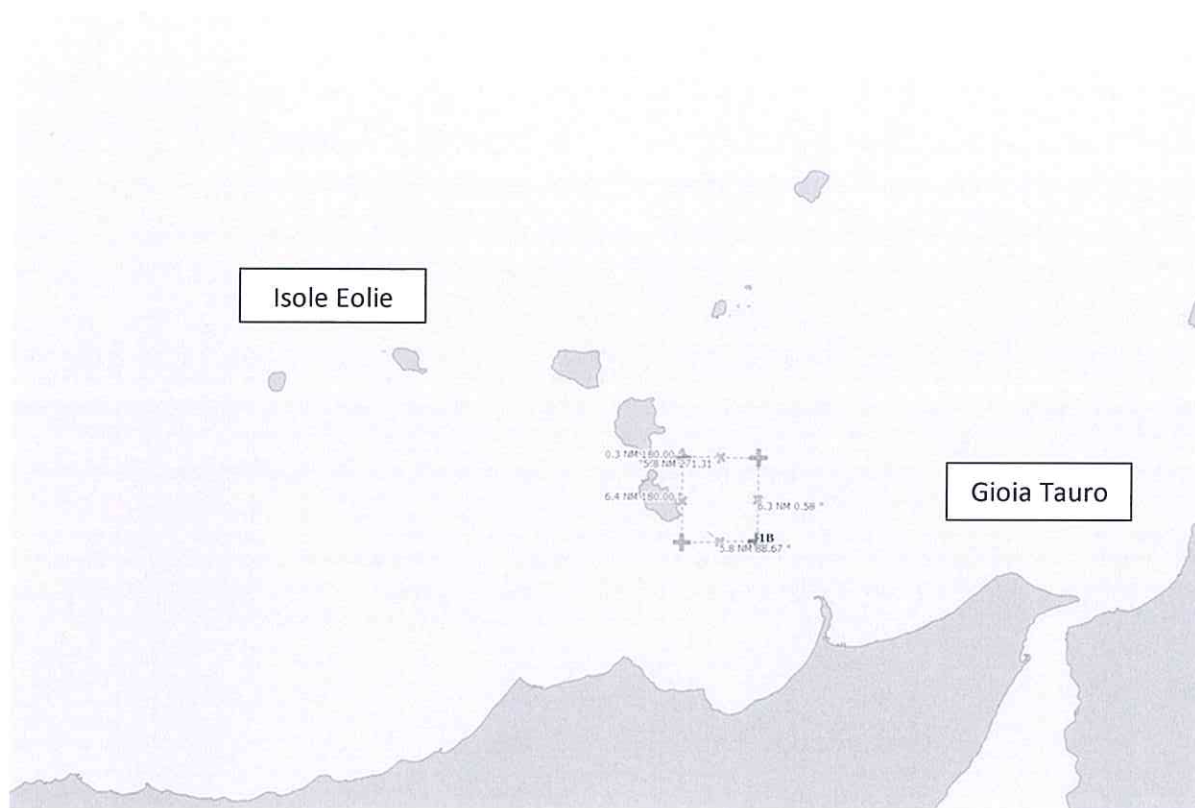 Isole Eolie
0.3 NM 180.00 °
5.8 NM 271.31 °
Gioia Tauro
6.4 NM 180.00 °
6.3 NM 0.58 °
1B
5.8 NM 88.67 °